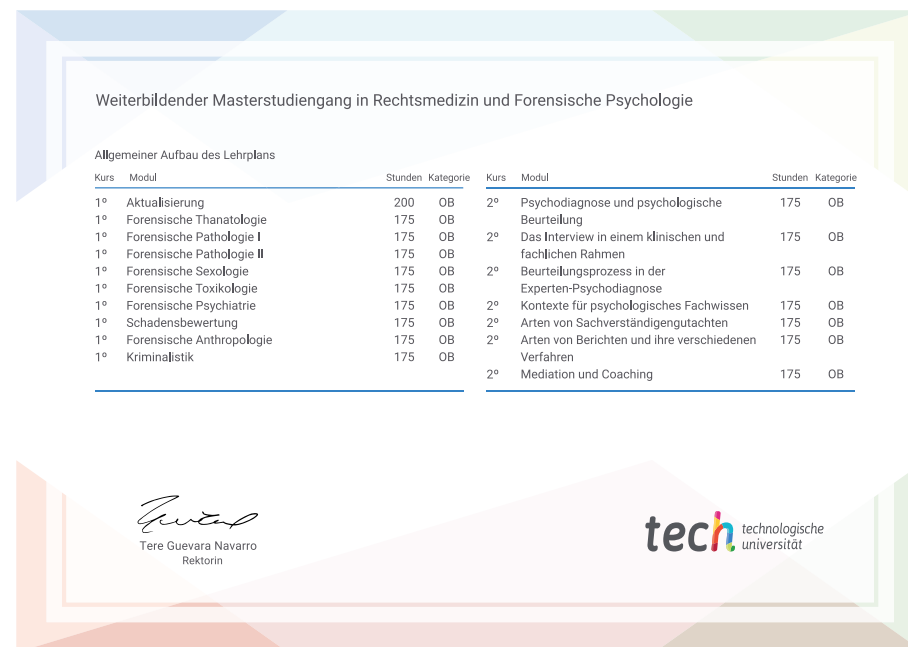 Weiterbildender Masterstudiengang in Rechtsmedizin und Forensische Psychologie
Allgemeiner Aufbau des Lehrplans
Kurs Modul Stunden Kategorie
1º Aktualisierung 200 OB
1º Forensische Thanatologie 175 OB
1º Forensische Pathologie I 175 OB
1º Forensische Pathologie II 175 OB
1º Forensische Sexologie 175 OB
1º Forensische Toxikologie 175 OB
1º Forensische Psychiatrie 175 OB
1º Schadensbewertung 175 OB
1º Forensische Anthropologie 175 OB
1º Kriminalistik 175 OB
Kurs Modul Stunden Kategorie
2º Psychodiagnose und psychologische 175 OB
Beurteilung
2º Das Interview in einem klinischen und 175 OB
fachlichen Rahmen
2º Beurteilungsprozess in der 175 OB
Experten-Psychodiagnose
2º Kontexte für psychologisches Fachwissen 175 OB
2º Arten von Sachverständigengutachten 175 OB
2º Arten von Berichten und ihre verschiedenen 175 OB
Verfahren
2º Mediation und Coaching 175 OB
Tere Guevara Navarro
Rektorin
tech technologische
universität